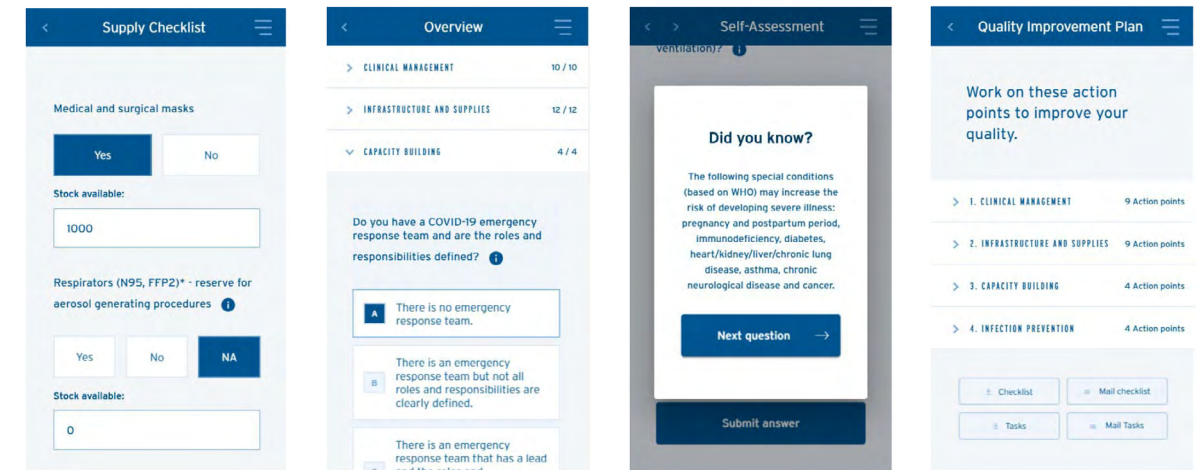 Supply Checklist
Medical and surgical masks
Yes
No
Stock available:
1000
Respirators (N95, FFP2)* - reserve for
aerosol generating procedures
Yes
No
NA
Stock available:
0
Overview
CLINICAL MANAGEMENT 10 / 10
INFRASTRUCTURE AND SUPPLIES 12 / 12
CAPACITY BUILDING 4 / 4
Do you have a COVID-19 emergency
response team and are the roles and
responsibilities defined?
A
There is no emergency
response team.
B
There is an emergency
response team but not all
roles and responsibilities are
clearly defined.
There is an emergency
response team that has a lead
Self-Assessment
ventilation)?
Did you know?
The following special conditions
(based on WHO) may increase the
risk of developing severe illness:
pregnancy and postpartum period,
immunodeficiency, diabetes,
heart/kidney/liver/chronic lung
disease, asthma, chronic
neurological disease and cancer.
Next question
Submit answer
Quality Improvement Plan
Work on these action
points to improve your
quality.
1. CLINICAL MANAGEMENT 9 Action points
2. INFRASTRUCTURE AND SUPPLIES 9 Action points
3. CAPACITY BUILDING 4 Action points
4. INFECTION PREVENTION 4 Action points
Checklist
Mail checklist
Tasks
Mail Tasks